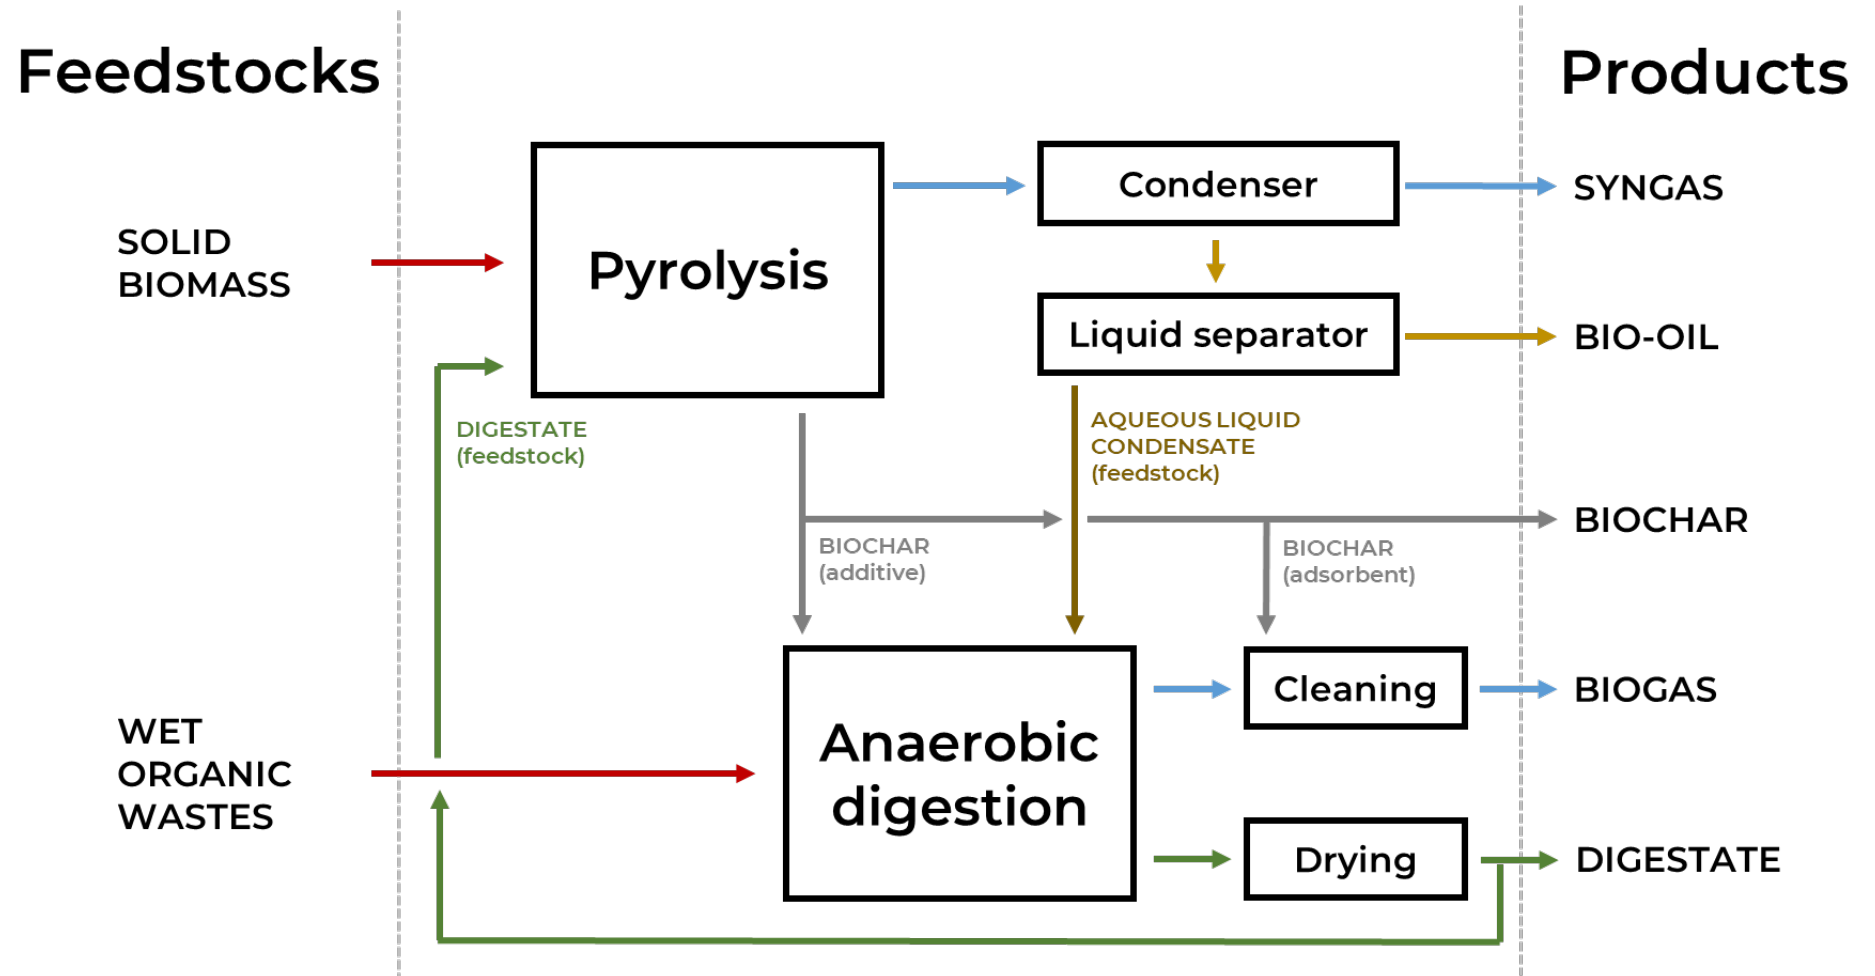 Feedstocks
Products
Pyrolysis
Condenser
SYNGAS
SOLID
BIOMASS
Liquid separator
BIO-OIL
DIGESTATE
(feedstock)
AQUEOUS LIQUID
CONDENSATE
(feedstock)
BIOCHAR
BIOCHAR
(additive)
BIOCHAR
(adsorbent)
WET
ORGANIC
WASTES
Anaerobic
digestion
Cleaning
BIOGAS
Drying
DIGESTATE